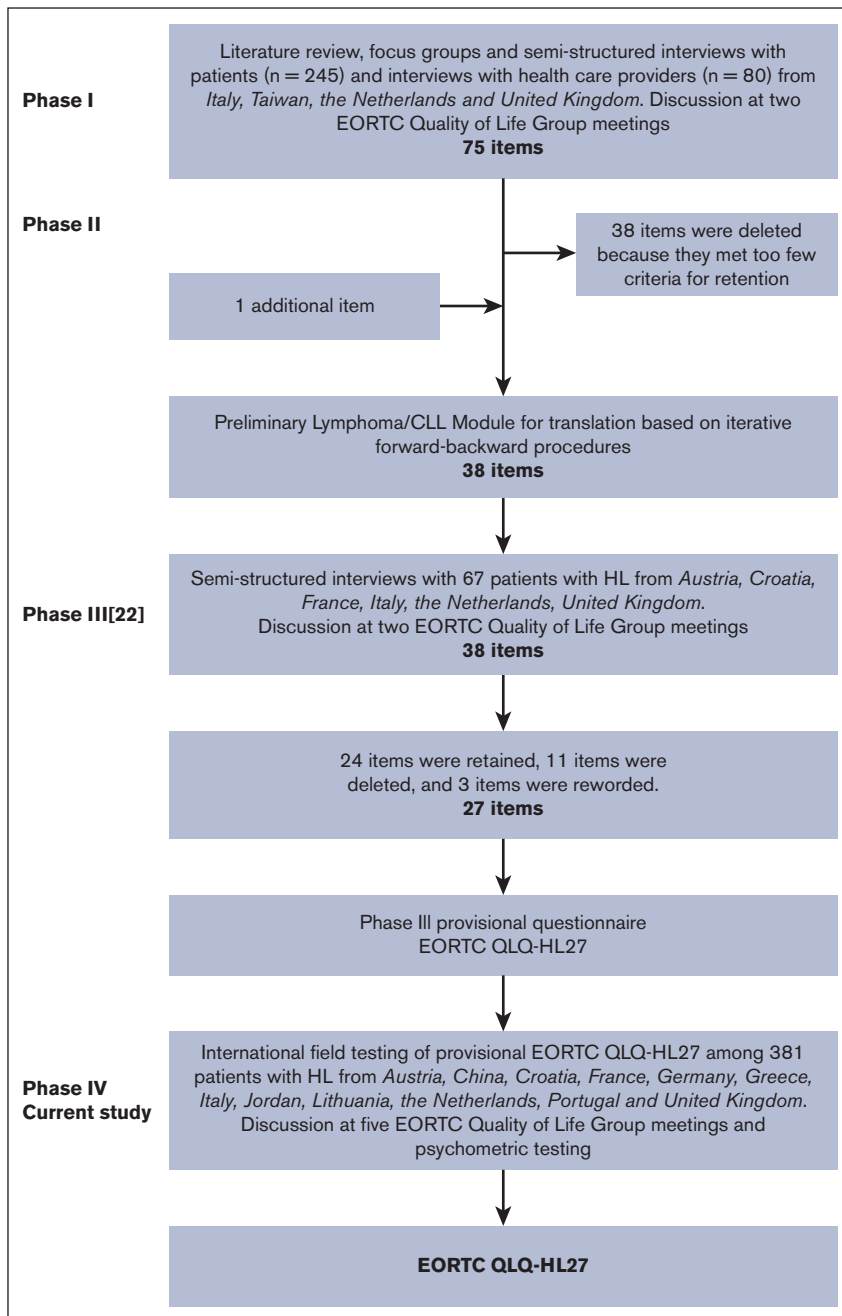 Phase I
Literature review, focus groups and semi-structured interviews with
patients (n = 245) and interviews with health care providers (n = 80) from
Italy, Taiwan, the Netherlands and United Kingdom. Discussion at two
EORTC Quality of Life Group meetings
75 items
Phase II
38 items were deleted
because they met too few
criteria for retention
1 additional item
Preliminary Lymphoma/CLL Module for translation based on iterative
forward-backward procedures
38 items
Phase III[22]
Semi-structured interviews with 67 patients with HL from Austria, Croatia,
France, Italy, the Netherlands, United Kingdom.
Discussion at two EORTC Quality of Life Group meetings
38 items
24 items were retained, 11 items were
deleted, and 3 items were reworded.
27 items
Phase III provisional questionnaire
EORTC QLQ-HL27
Phase IV
Current study
International field testing of provisional EORTC QLQ-HL27 among 381
patients with HL from Austria, China, Croatia, France, Germany, Greece,
Italy, Jordan, Lithuania, the Netherlands, Portugal and United Kingdom.
Discussion at five EORTC Quality of Life Group meetings and
psychometric testing
EORTC QLQ-HL27